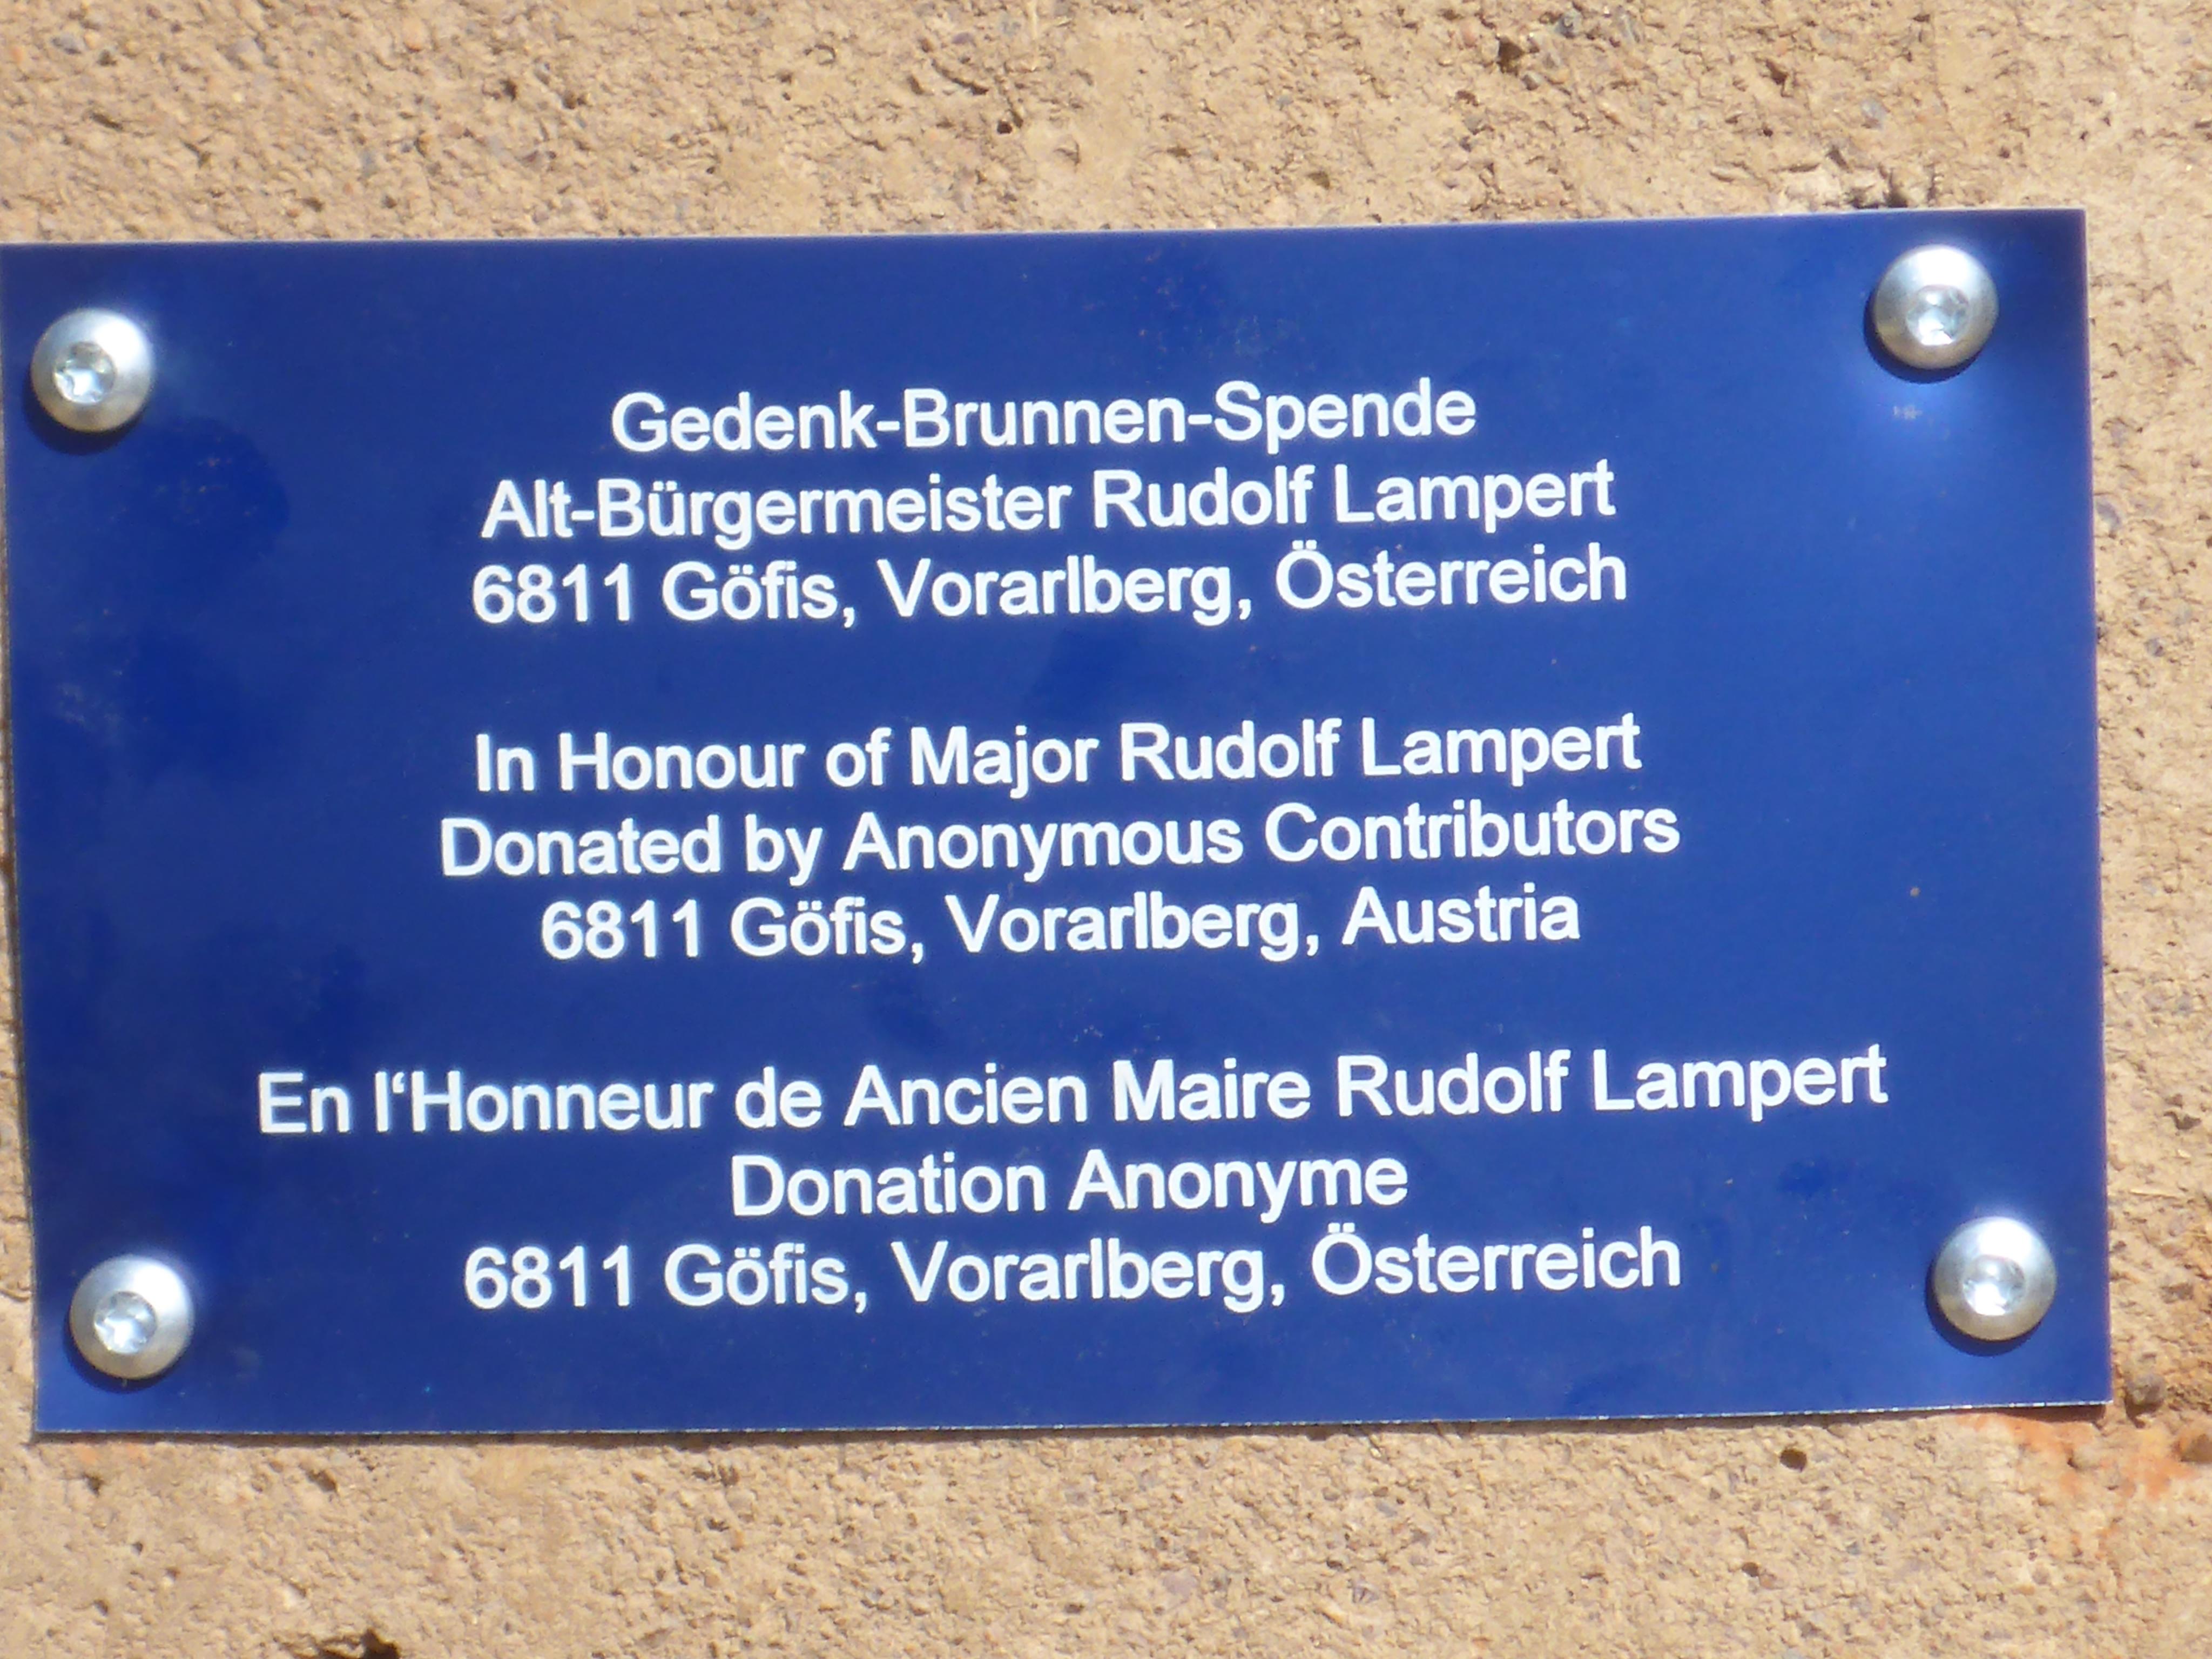 Gedenk-Brunnen-Spende
Alt-Bürgermeister Rudolf Lampert
6811 Göfis, Vorarlberg, Österreich
In Honour of Major Rudolf Lampert
Donated by Anonymous Contributors
6811 Göfis, Vorarlberg, Austria
En l‘Honneur de Ancien Maire Rudolf Lampert
Donation Anonyme
6811 Göfis, Vorarlberg, Österreich